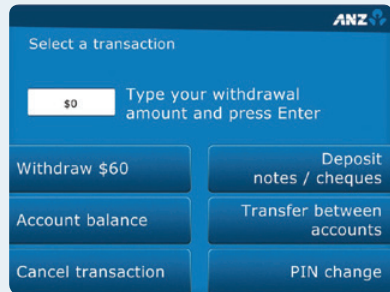 ANZ
Select a transaction
$0
Type your withdrawal
amount and press Enter
Withdraw $60
Deposit
notes / cheques
Account balance
Transfer between
accounts
Cancel transaction
PIN change